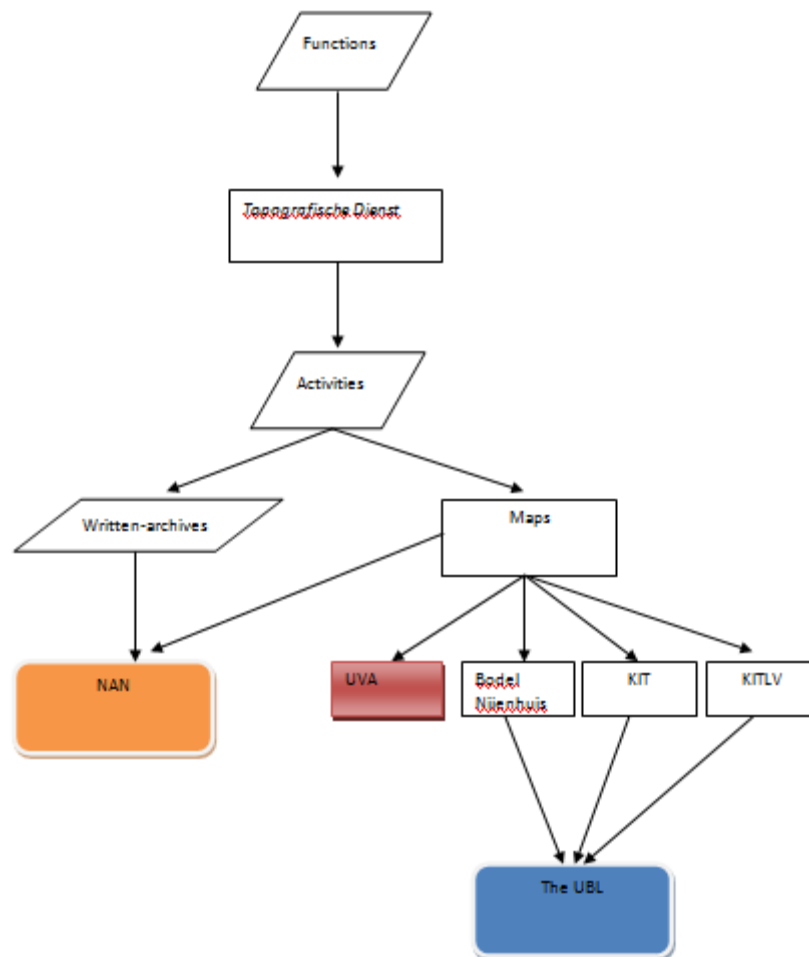 Functions
Topografische Dienst
Activities
Written-archives
Maps
NAN
UVA
Bodel
Nijenhuis
KIT
KITLV
The UBL